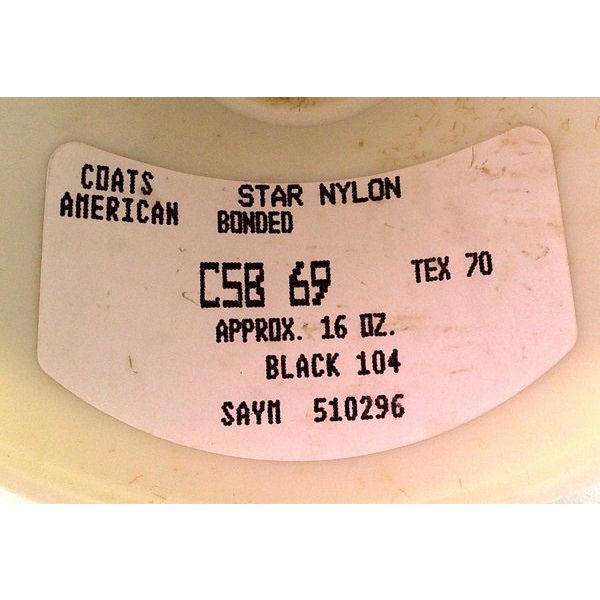 COATS STAR NYLON
AMERICAN BONDED
CSB 69 TEX 70
APPROX. 16 OZ.
BLACK 104
SAYM 510296